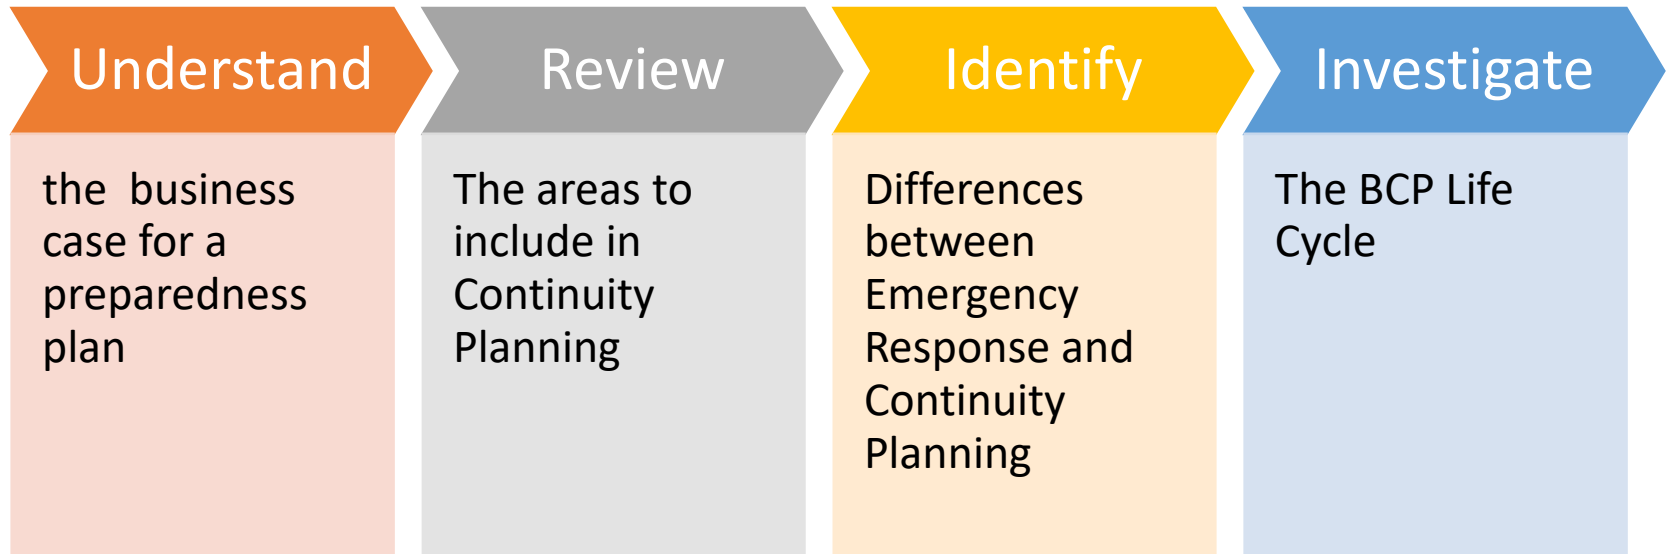 Understand
the  business
case for a
preparedness
plan
Review
The areas to
include in
Continuity
Planning
Identify
Differences
between
Emergency
Response and
Continuity
Planning
Investigate
The BCP Life
Cycle